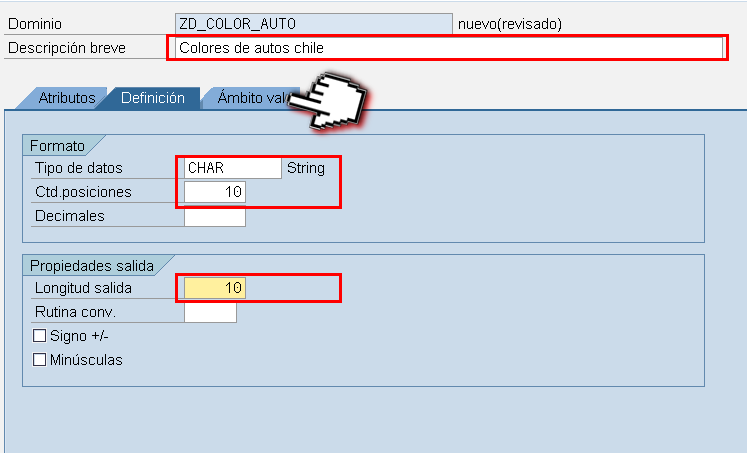 Dominio ZD_COLOR_AUTO nuevo(revisado)
Descripción breve Colores de autos chile
Atributos Definición Ámbito val
Formato
Tipo de datos CHAR String
Ctd.posiciones 10
Decimales
Propiedades salida
Longitud salida 10
Rutina conv.
Signo +/-
Minúsculas